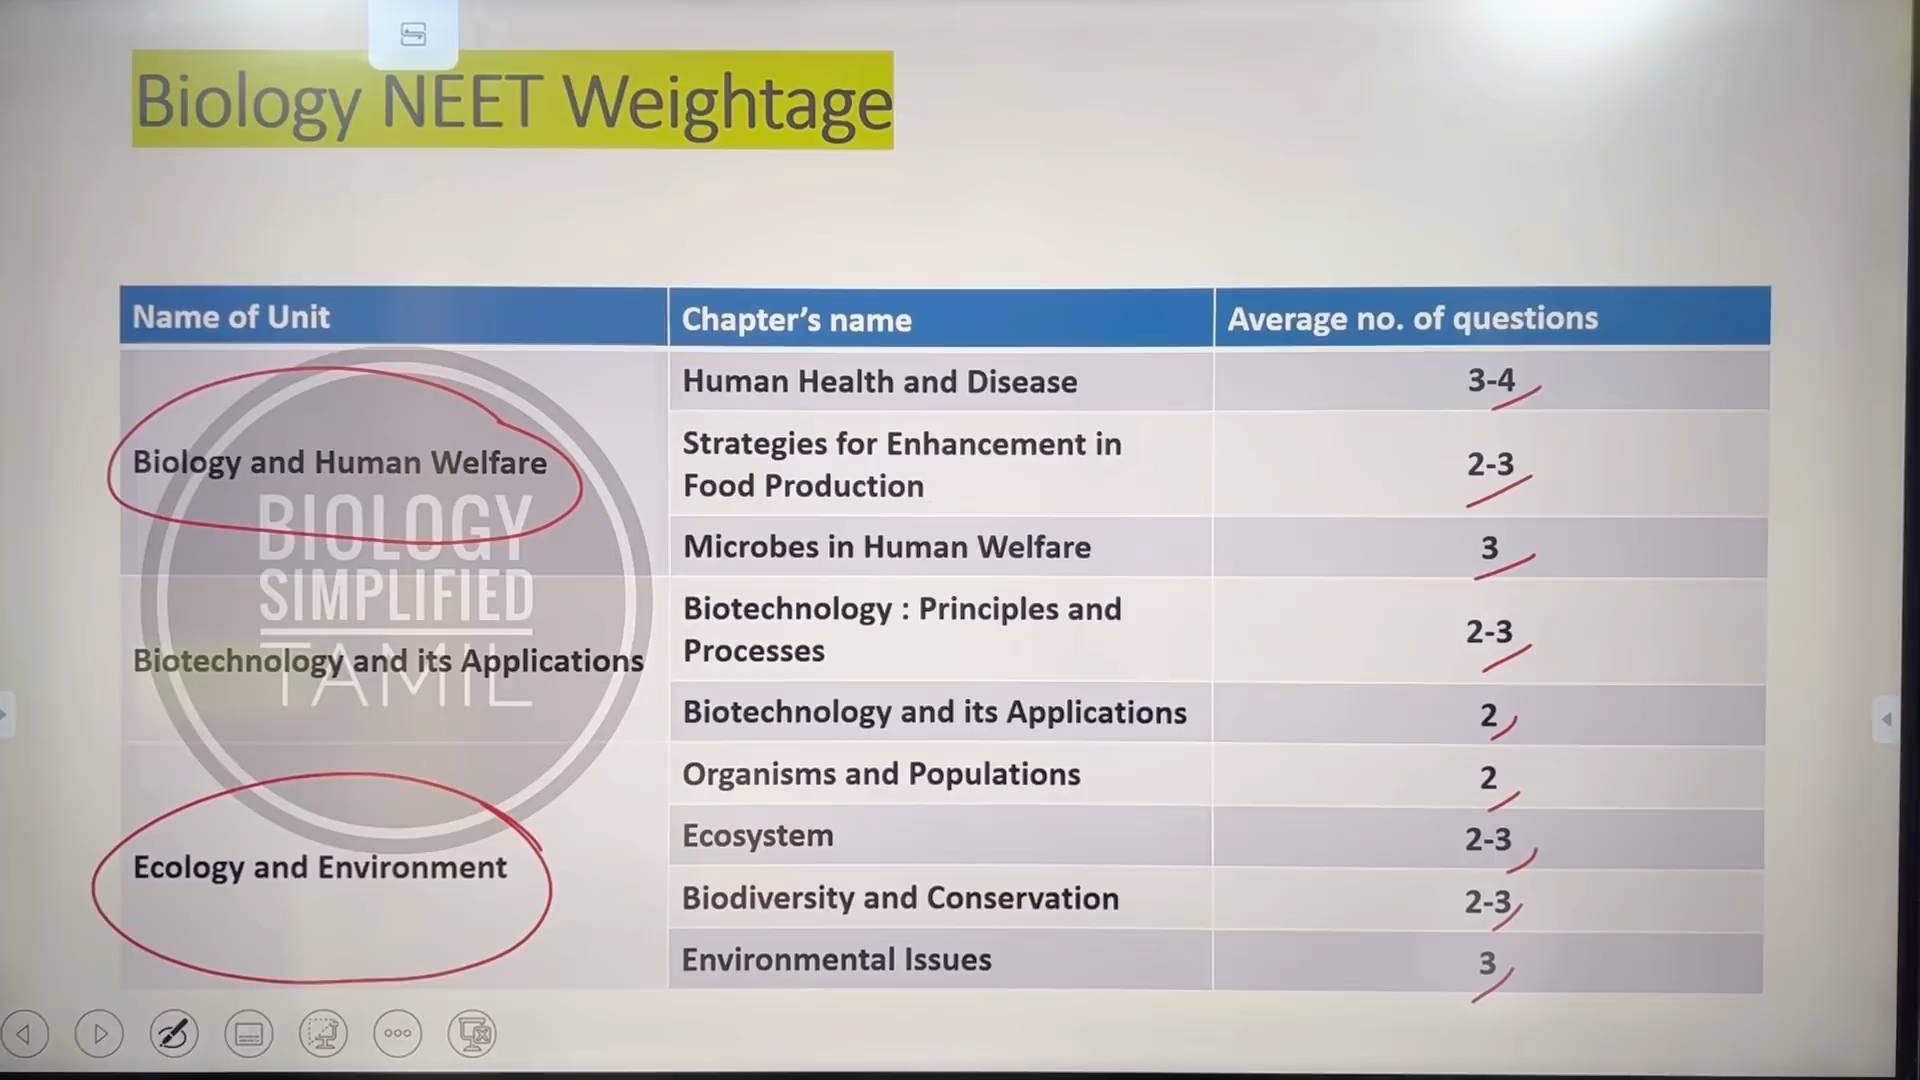 Biology NEET Weightage
Name of Unit
Chapter's name
Average no. of questions
Biology and Human Welfare
Human Health and Disease
3-4
Strategies for Enhancement in
Food Production
2-3
Microbes in Human Welfare
3
Biotechnology and its Applications
Biotechnology : Principles and
Processes
2-3
Biotechnology and its Applications
2
Ecology and Environment
Organisms and Populations
2
Ecosystem
2-3
Biodiversity and Conservation
2-3
Environmental Issues
3
BIOLOGY
SIMPLIFIED
TAMIL